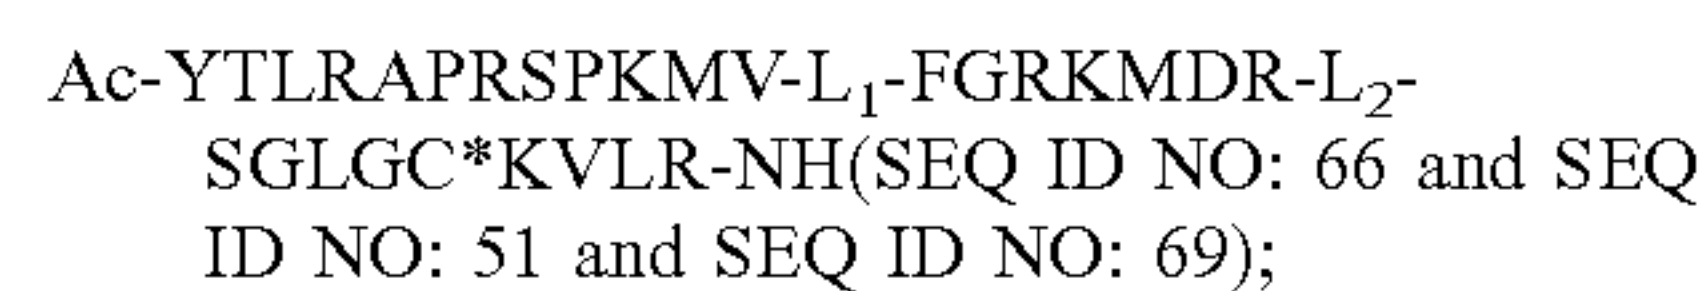 Ac-YTLRAPRSPKMV-L₁-FGRKMDR-L₂-
SGLGC*KVLR-NH(SEQ ID NO: 66 and SEQ
ID NO: 51 and SEQ ID NO: 69);